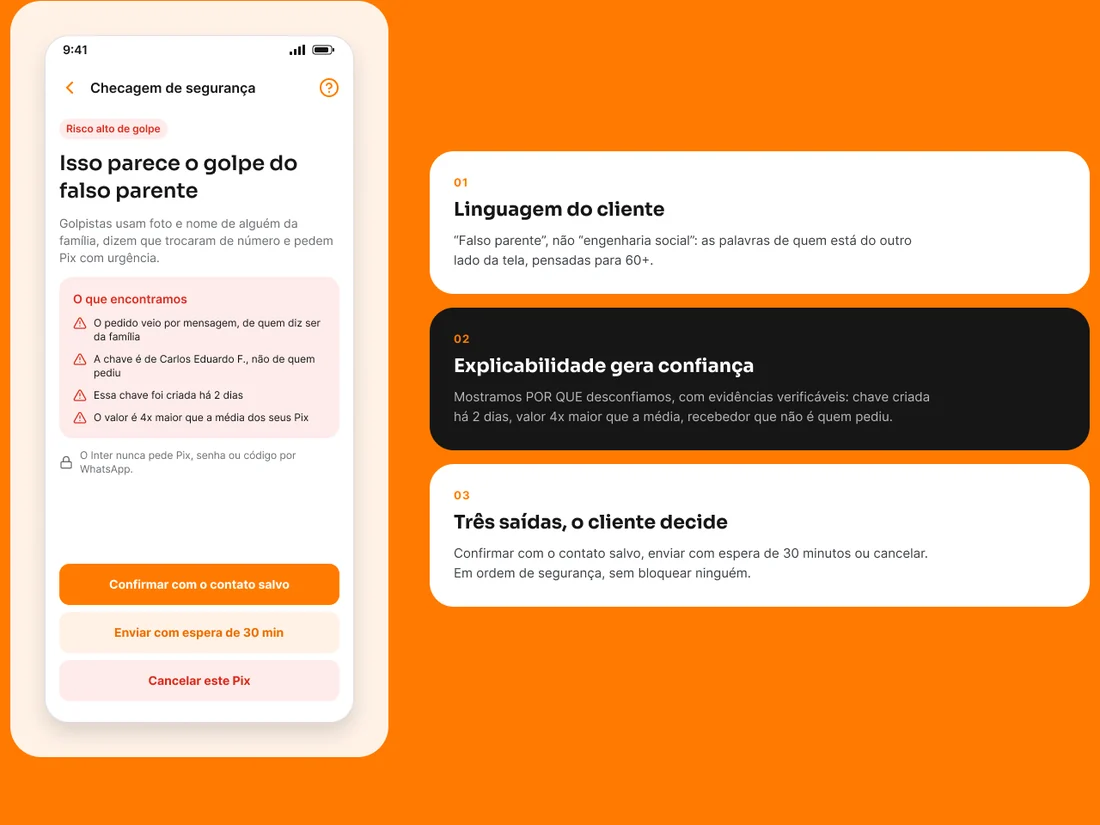 9:41
Checagem de segurança
Risco alto de golpe
Isso parece o golpe do
falso parente
Golpistas usam foto e nome de alguém da
família, dizem que trocaram de número e pedem
Pix com urgência.
O que encontramos
O pedido veio por mensagem, de quem diz ser
da família
A chave é de Carlos Eduardo F., não de quem
pediu
Essa chave foi criada há 2 dias
O valor é 4x maior que a média dos seus Pix
O Inter nunca pede Pix, senha ou código por
WhatsApp.
Confirmar com o contato salvo
Enviar com espera de 30 min
Cancelar este Pix
01
Linguagem do cliente
“Falso parente”, não “engenharia social”: as palavras de quem está do outro
lado da tela, pensadas para 60+.
02
Explicabilidade gera confiança
Mostramos POR QUE desconfiamos, com evidências verificáveis: chave criada
há 2 dias, valor 4x maior que a média, recebedor que não é quem pediu.
03
Três saídas, o cliente decide
Confirmar com o contato salvo, enviar com espera de 30 minutos ou cancelar.
Em ordem de segurança, sem bloquear ninguém.